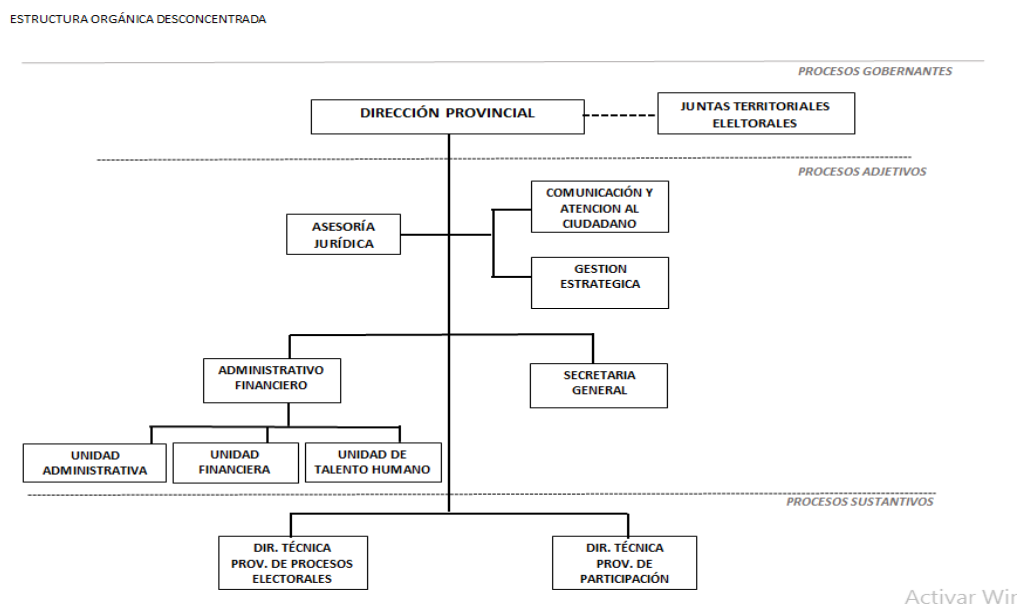 ESTRUCTURA ORGÁNICA DESCONCENTRADA
PROCESOS GOBERNANTES
DIRECCIÓN PROVINCIAL
JUNTAS TERRITORIALES
ELELTORALES
PROCESOS ADJETIVOS
COMUNICACIÓN Y
ATENCION AL
CIUDADANO
ASESORÍA
JURÍDICA
GESTION
ESTRATEGICA
ADMINISTRATIVO
FINANCIERO
SECRETARIA
GENERAL
UNIDAD
ADMINISTRATIVA
UNIDAD
FINANCIERA
UNIDAD DE
TALENTO HUMANO
PROCESOS SUSTANTIVOS
DIR. TÉCNICA
PROV. DE PROCESOS
ELECTORALES
DIR. TÉCNICA
PROV. DE
PARTICIPACIÓN
Activar Wir